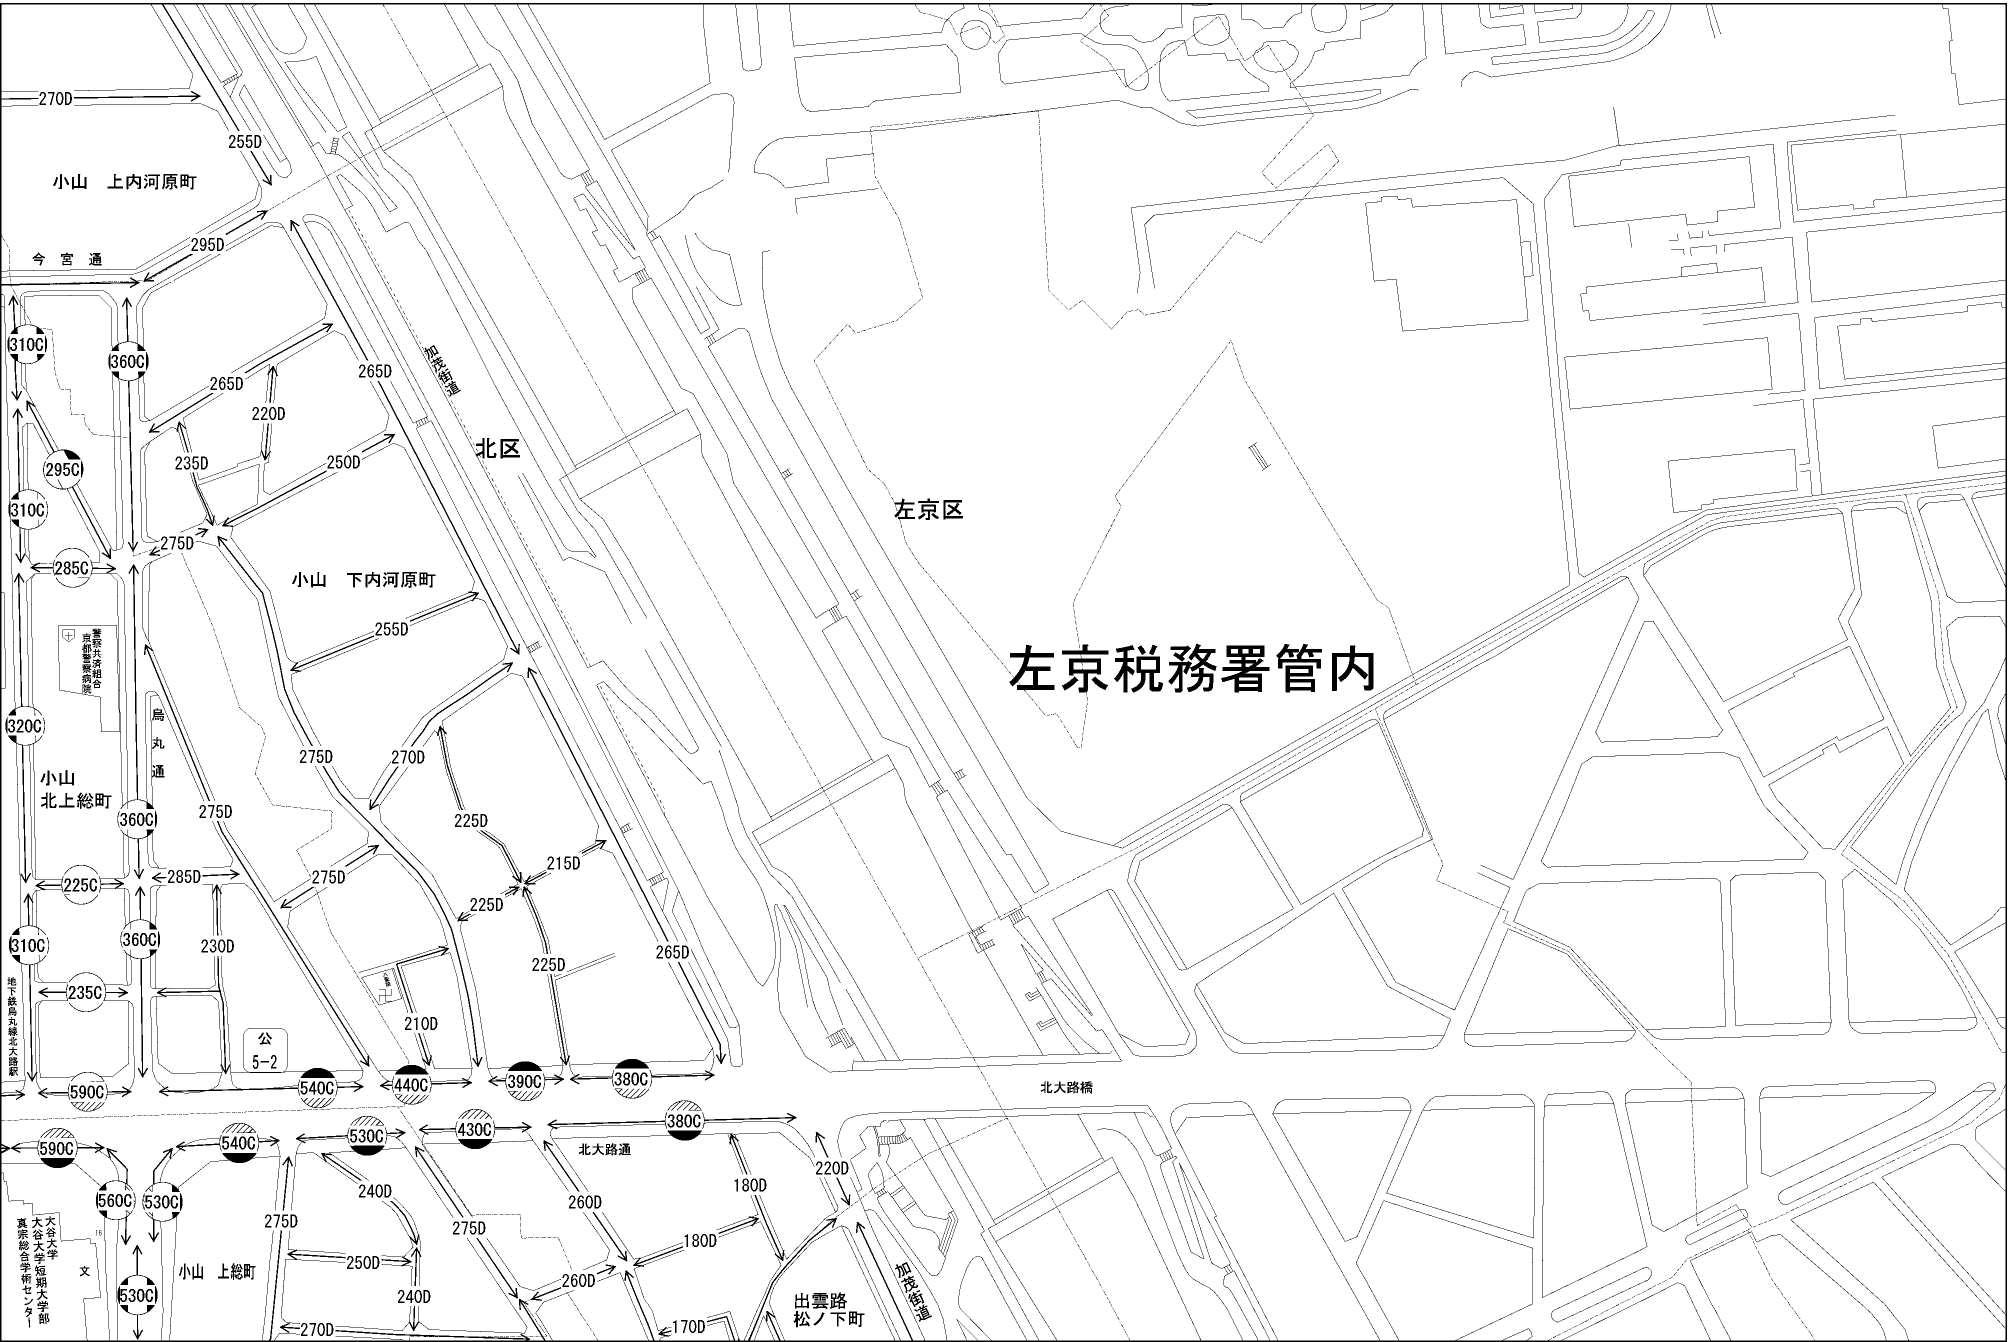 270D
255D
小山　上内河原町
295D
今宮通
310C
360C
265D
加茂街道
265D
220D
北区
235D
250D
295C
310C
左京区
275D
285C
小山　下内河原町
255D
警察共済組合
京都警察病院
左京税務署管内
320C
烏丸通
275D
270D
小山
北上総町
275D
360C
225D
215D
285D
275D
225C
225D
310C
360C
230D
265D
225D
地下鉄烏丸線北大路駅
235C
210D
公
5-2
590C
540C
440C
390C
380C
北大路橋
590C
540C
530C
430C
380C
北大路通
220D
240D
180D
560C
530C
260D
275D
275D
大谷大学
大谷大学短期大学部
真宗総合学術センター
16
文
180D
250D
小山　上総町
260D
加茂街道
530C
240D
出雲路
松ノ下町
270D
170D